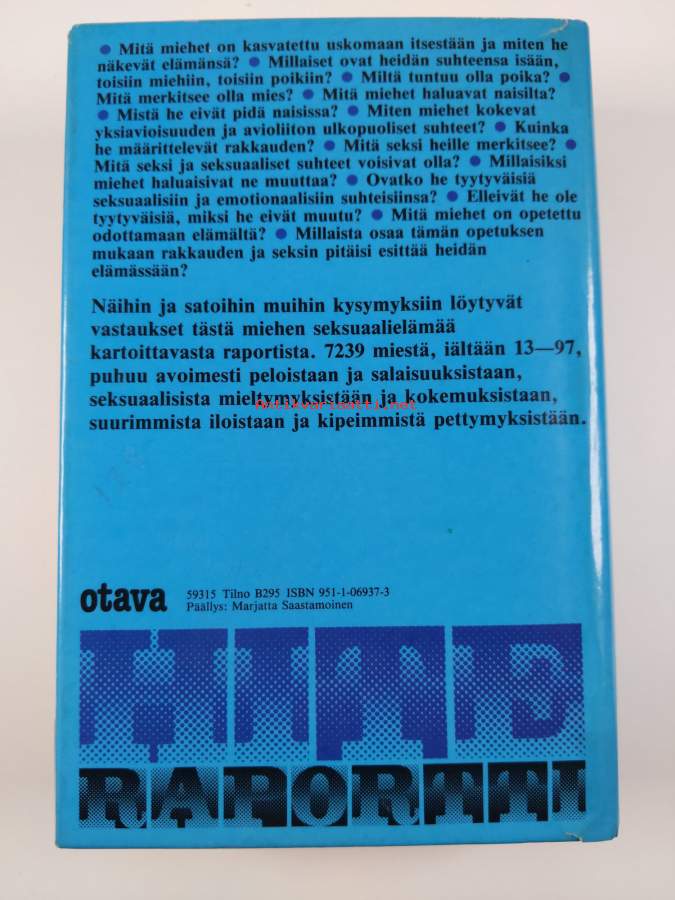 ● Mitä miehet on kasvatettu uskomaan itsestään ja miten he
näkevät elämänsä? ● Millaiset ovat heidän suhteensa isään,
toisiin miehiin, toisiin poikiin? ● Miltä tuntuu olla poika? ●
Mitä merkitsee olla mies? ● Mitä miehet haluavat naisilta?
● Mistä he eivät pidä naisissa? ● Miten miehet kokevat
yksiavioisuuden ja avioliiton ulkopuoliset suhteet? ● Kuinka
he määrittelevät rakkauden? ● Mitä seksi heille merkitsee? ●
Mitä seksi ja seksuaaliset suhteet voisivat olla? ● Millaisiksi
miehet haluaisivat ne muuttaa? ● Ovatko he tyytyväisiä
seksuaalisiin ja emotionaalisiin suhteisiinsa? ● Elleivät he ole
tyytyväisiä, miksi he eivät muutu? ● Mitä miehet on opetettu
odottamaan elämältä? ● Millaista osaa tämän opetuksen
mukaan rakkauden ja seksin pitäisi esittää heidän
elämässään?
Näihin ja satoihin muihin kysymyksiin löytyvät
vastaukset tästä miehen seksuaalielämää
kartoittavasta raportista. 7239 miestä, iältään 13—97,
puhuu avoimesti peloistaan ja salaisuuksistaan,
seksuaalisista mieltymyksistään ja kokemuksistaan,
Antikvariaatti.net
suurimmista iloistaan ja kipeimmistä pettymyksistään.
otava
59315 Tilno B295 ISBN 951-1-06937-3
Päällys: Marjatta Saastamoinen
HITE
RAPORTTI